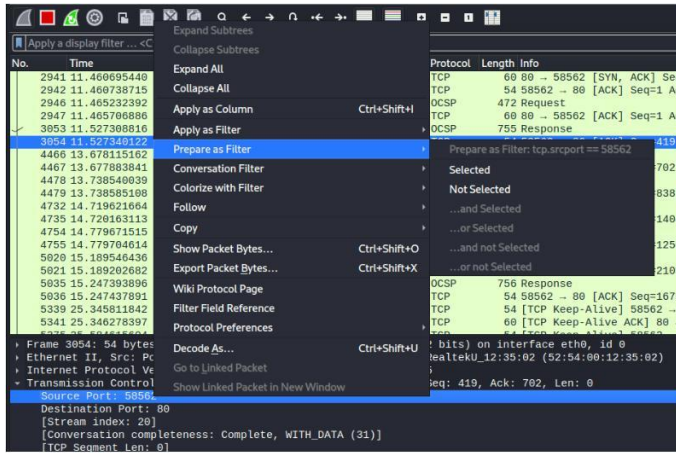 Apply a display filter ... <C
No. Time Protocol Length Info
2941 11.460695440 TCP 60 80 → 58562 [SYN, ACK] Se
2942 11.460738715 TCP 54 58562 → 80 [ACK] Seq=1 A
2946 11.465232392 OCSP 472 Request
2947 11.465706886 TCP 60 80 → 58562 [ACK] Seq=1 A
3053 11.527308816 OCSP 755 Response
3054 11.527340122 =419
4466 13.678115162
4467 13.677883841 =702
4478 13.738540039
4479 13.738585108 =838
4732 14.719621664
4735 14.720163113 =140
4754 14.779671515
4755 14.779704614 =125
5020 15.189546436
5021 15.189202682 =210
5035 15.247393896 OCSP 756 Response
5036 15.247437891 TCP 54 58562 → 80 [ACK] Seq=167
5339 25.345811842 TCP 54 [TCP Keep-Alive] 58562 →
5341 25.346278397 TCP 60 [TCP Keep-Alive ACK] 80
Expand Subtrees
Collapse Subtrees
Expand All
Collapse All
Apply as Column Ctrl+Shift+I
Apply as Filter
Prepare as Filter
Conversation Filter
Colorize with Filter
Follow
Copy
Show Packet Bytes... Ctrl+Shift+O
Export Packet Bytes... Ctrl+Shift+X
Wiki Protocol Page
Filter Field Reference
Protocol Preferences
Decode As... Ctrl+Shift+U
Go to Linked Packet
Show Linked Packet in New Window
Prepare as Filter: tcp.srcport == 58562
Selected
Not Selected
...and Selected
...or Selected
...and not Selected
...or not Selected
Frame 3054: 54 bytes 2 bits) on interface eth0, id 0
Ethernet II, Src: Pc RealtekU_12:35:02 (52:54:00:12:35:02)
Internet Protocol Ve 5
Transmission Control Seq: 419, Ack: 702, Len: 0
Source Port: 58562
Destination Port: 80
[Stream index: 20]
[Conversation completeness: Complete, WITH_DATA (31)]
[TCP Segment Len: 0]